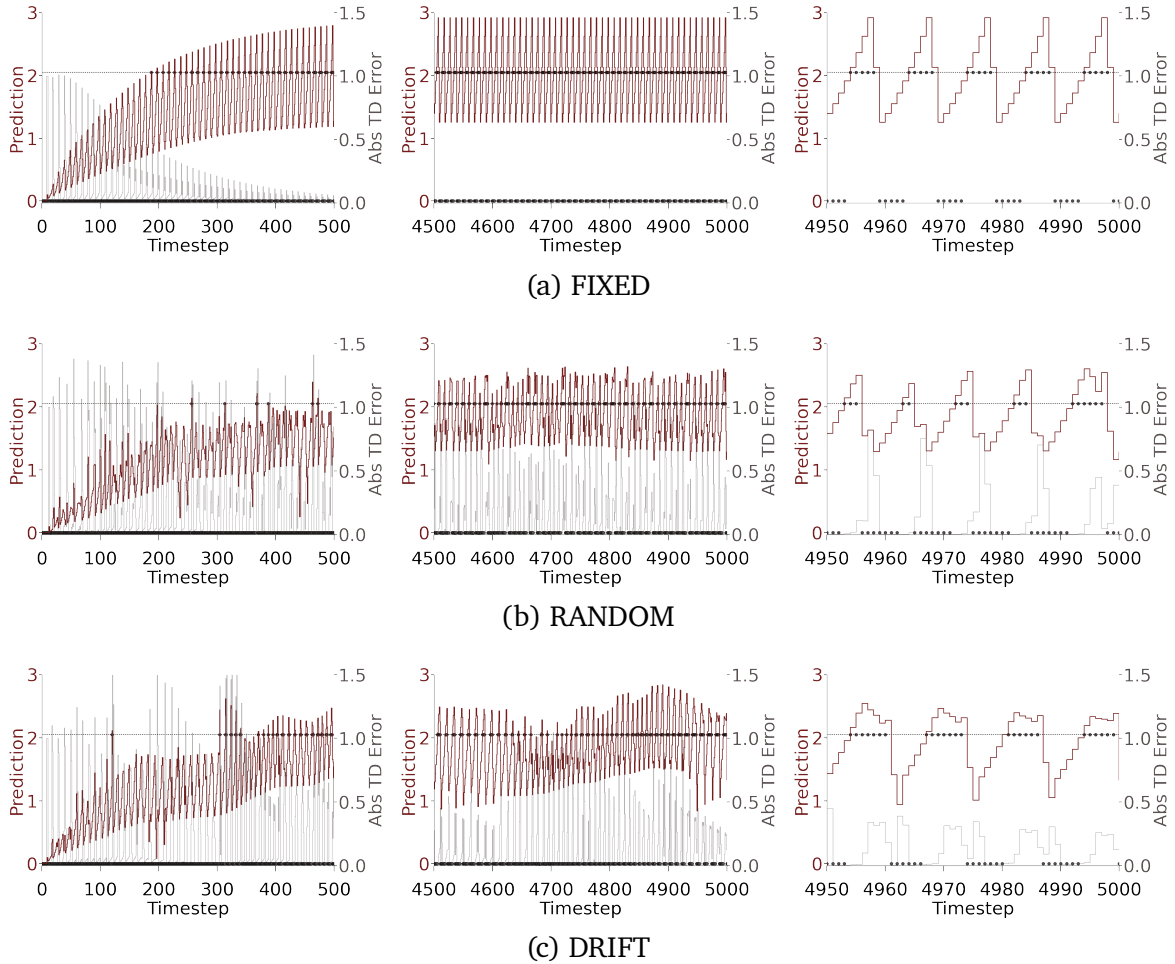 3 1.5 3 1.5 3 1.5
Prediction Abs TD Error Prediction Abs TD Error Prediction Abs TD Error
2 1.0 2 1.0 2 1.0
1 0.5 1 0.5 1 0.5
0 0.0 0 0.0 0 0.0
0 100 200 300 400 500 4500 4600 4700 4800 4900 5000 4950 4960 4970 4980 4990 5000
Timestep Timestep Timestep
(a) FIXED
3 1.5 3 1.5 3 1.5
Prediction Abs TD Error Prediction Abs TD Error Prediction Abs TD Error
2 1.0 2 1.0 2 1.0
1 0.5 1 0.5 1 0.5
0 0.0 0 0.0 0 0.0
0 100 200 300 400 500 4500 4600 4700 4800 4900 5000 4950 4960 4970 4980 4990 5000
Timestep Timestep Timestep
(b) RANDOM
3 1.5 3 1.5 3 1.5
Prediction Abs TD Error Prediction Abs TD Error Prediction Abs TD Error
2 1.0 2 1.0 2 1.0
1 0.5 1 0.5 1 0.5
0 0.0 0 0.0 0 0.0
0 100 200 300 400 500 4500 4600 4700 4800 4900 5000 4950 4960 4970 4980 4990 5000
Timestep Timestep Timestep
(c) DRIFT